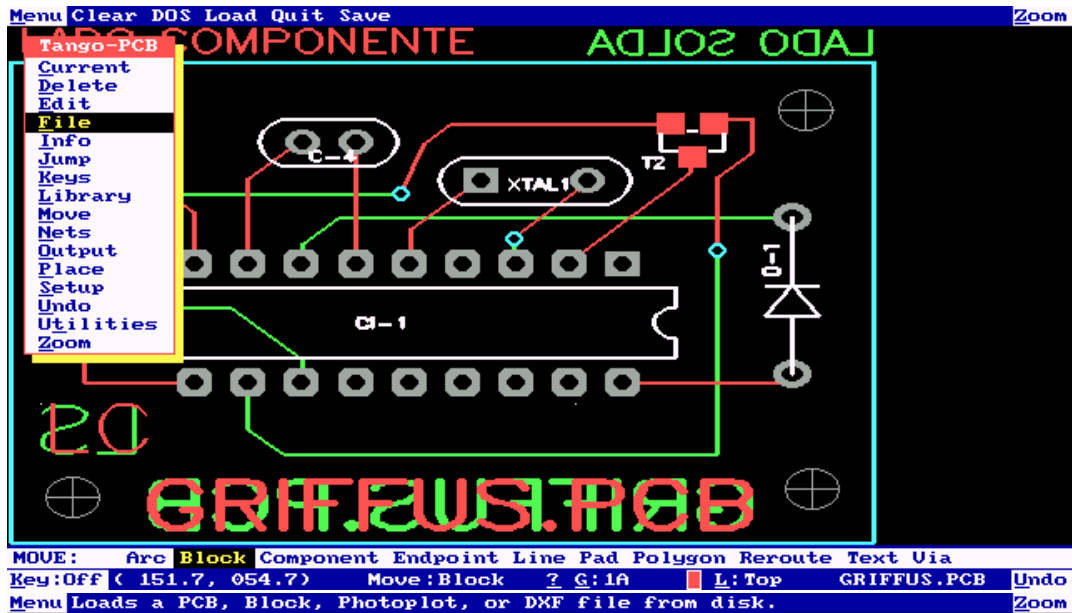 Menu Clear DOS Load Quit Save Zoom
LADO COMPONENTE LADO SOLDA
Tango-PCB
Current
Delete
Edit
File
Info
Jump
Keys
Library
Move
Nets
Output
Place
Setup
Undo
Utilities
Zoom
C-4
T2
XTAL1
D-1
CI-1
GRIFFUS.PCB
MOVE: Arc Block Component Endpoint Line Pad Polygon Reroute Text Via
Key:Off ( 151.7, 054.7) Move:Block ? G:1A L:Top GRIFFUS.PCB Undo
Menu Loads a PCB, Block, Photoplot, or DXF file from disk. Zoom